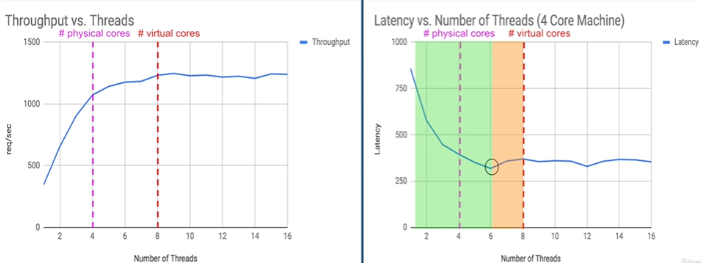 Throughput vs. Threads
# physical cores # virtual cores
Throughput
1500
1000
500
0
req/sec
2 4 6 8 10 12 14 16
Number of Threads
Latency vs. Number of Threads (4 Core Machine)
# physical cores # virtual cores
Latency
1000
750
500
250
0
Latency
2 4 6 8 10 12 14 16
Number of Threads